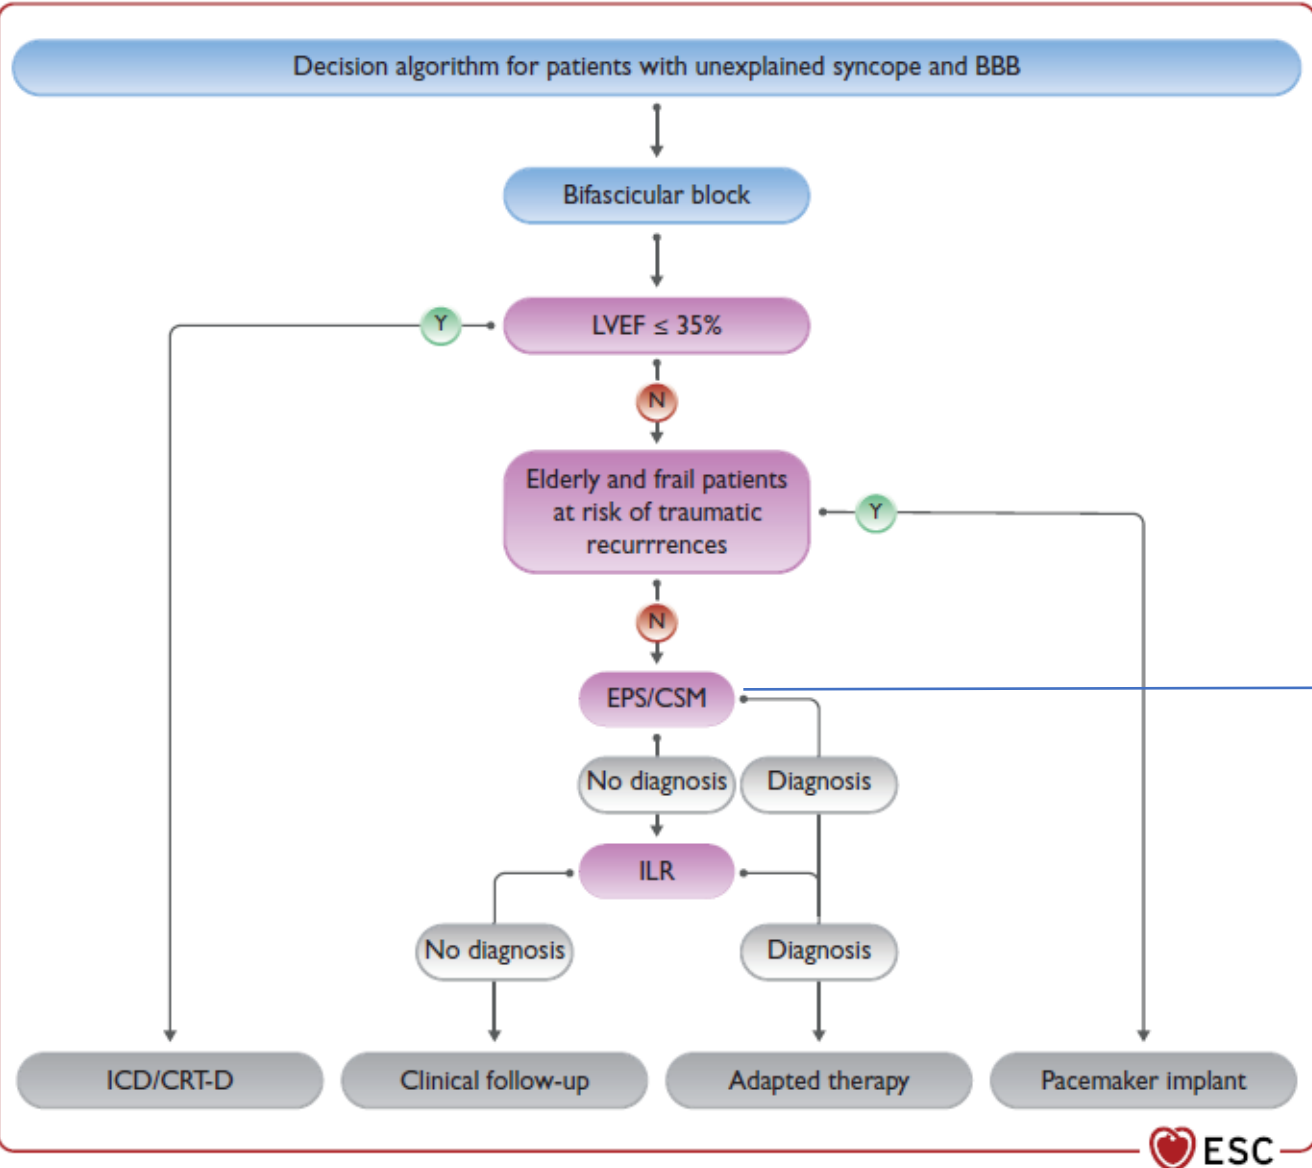 Decision algorithm for patients with unexplained syncope and BBB
Bifascicular block
Y
LVEF ≤ 35%
N
Elderly and frail patients
at risk of traumatic
recurrrences
Y
N
EPS/CSM
No diagnosis
Diagnosis
ILR
No diagnosis
Diagnosis
ICD/CRT-D
Clinical follow-up
Adapted therapy
Pacemaker implant
ESC